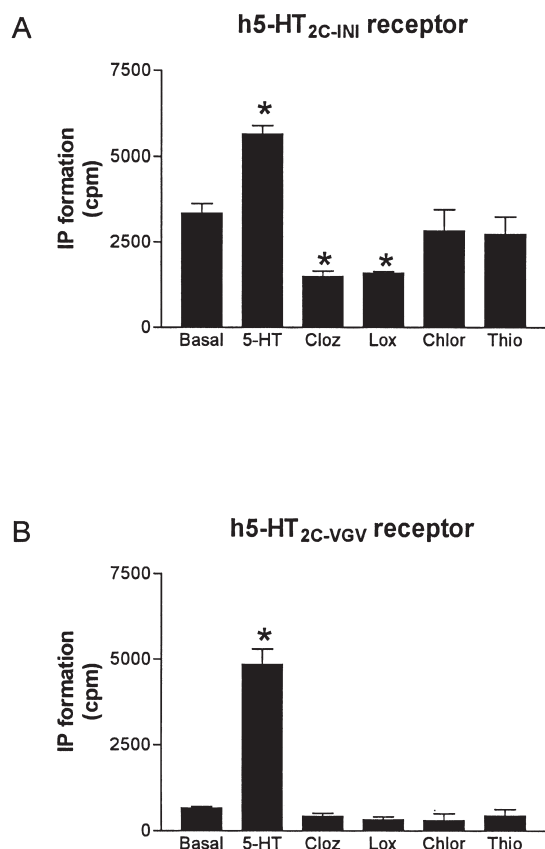 A
h5-HT2C-INI receptor
7500
5000
2500
0
IP formation
(cpm)
*
*
*
Basal 5-HT Cloz Lox Chlor Thio
B
h5-HT2C-VGV receptor
7500
5000
2500
0
IP formation
(cpm)
*
Basal 5-HT Cloz Lox Chlor Thio